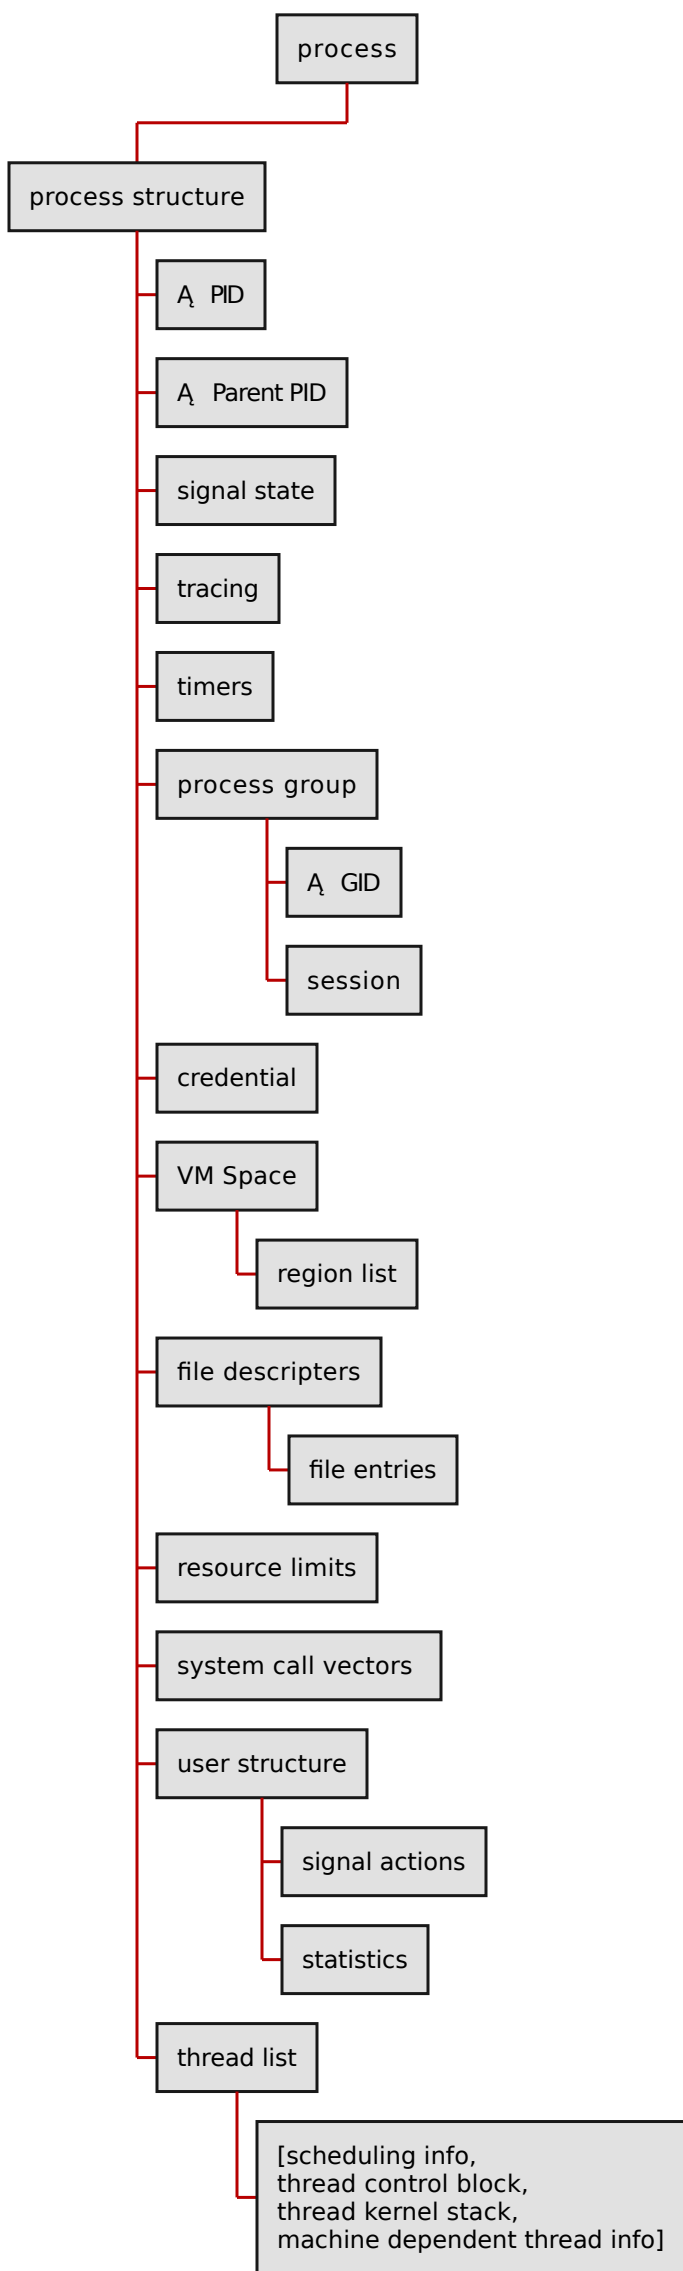 process
process structure
Ą PID
Ą Parent PID
signal state
tracing
timers
process group
Ą GID
session
credential
VM Space
region list
file descripters
file entries
resource limits
system call vectors
user structure
signal actions
statistics
thread list
[scheduling info,
thread control block,
thread kernel stack,
machine dependent thread info]